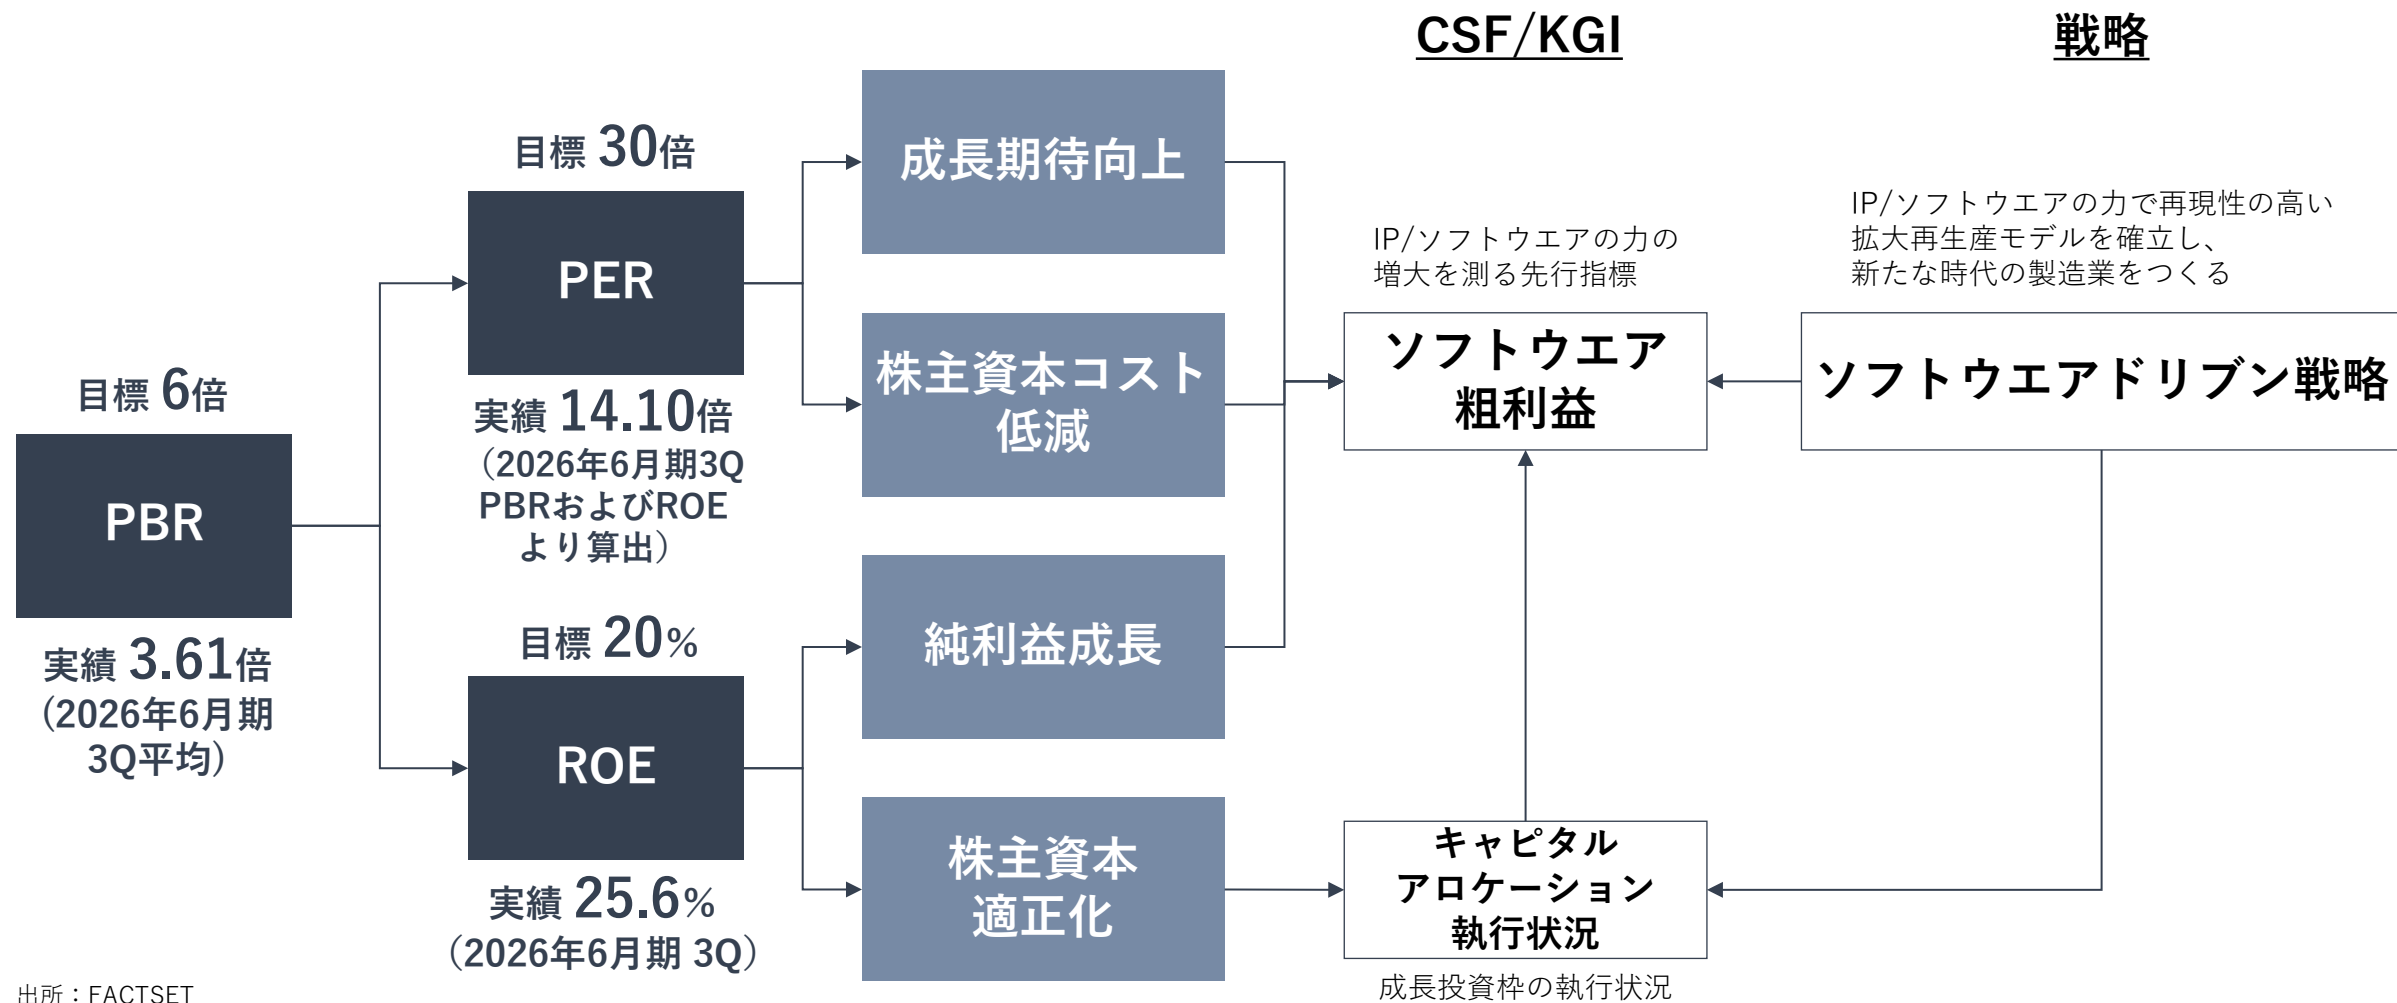 CSF/KGI
戦略
目標 6倍
PBR
実績 3.61倍
(2026年6月期
3Q平均)
目標 30倍
PER
実績 14.10倍
（2026年6月期3Q
PBRおよびROE
より算出）
目標 20%
ROE
実績 25.6%
（2026年6月期 3Q）
成長期待向上
株主資本コスト
低減
純利益成長
株主資本
適正化
IP/ソフトウエアの力の
増大を測る先行指標
ソフトウエア
粗利益
キャピタル
アロケーション
執行状況
成長投資枠の執行状況
IP/ソフトウエアの力で再現性の高い
拡大再生産モデルを確立し、
新たな時代の製造業をつくる
ソフトウエアドリブン戦略
出所：FACTSET